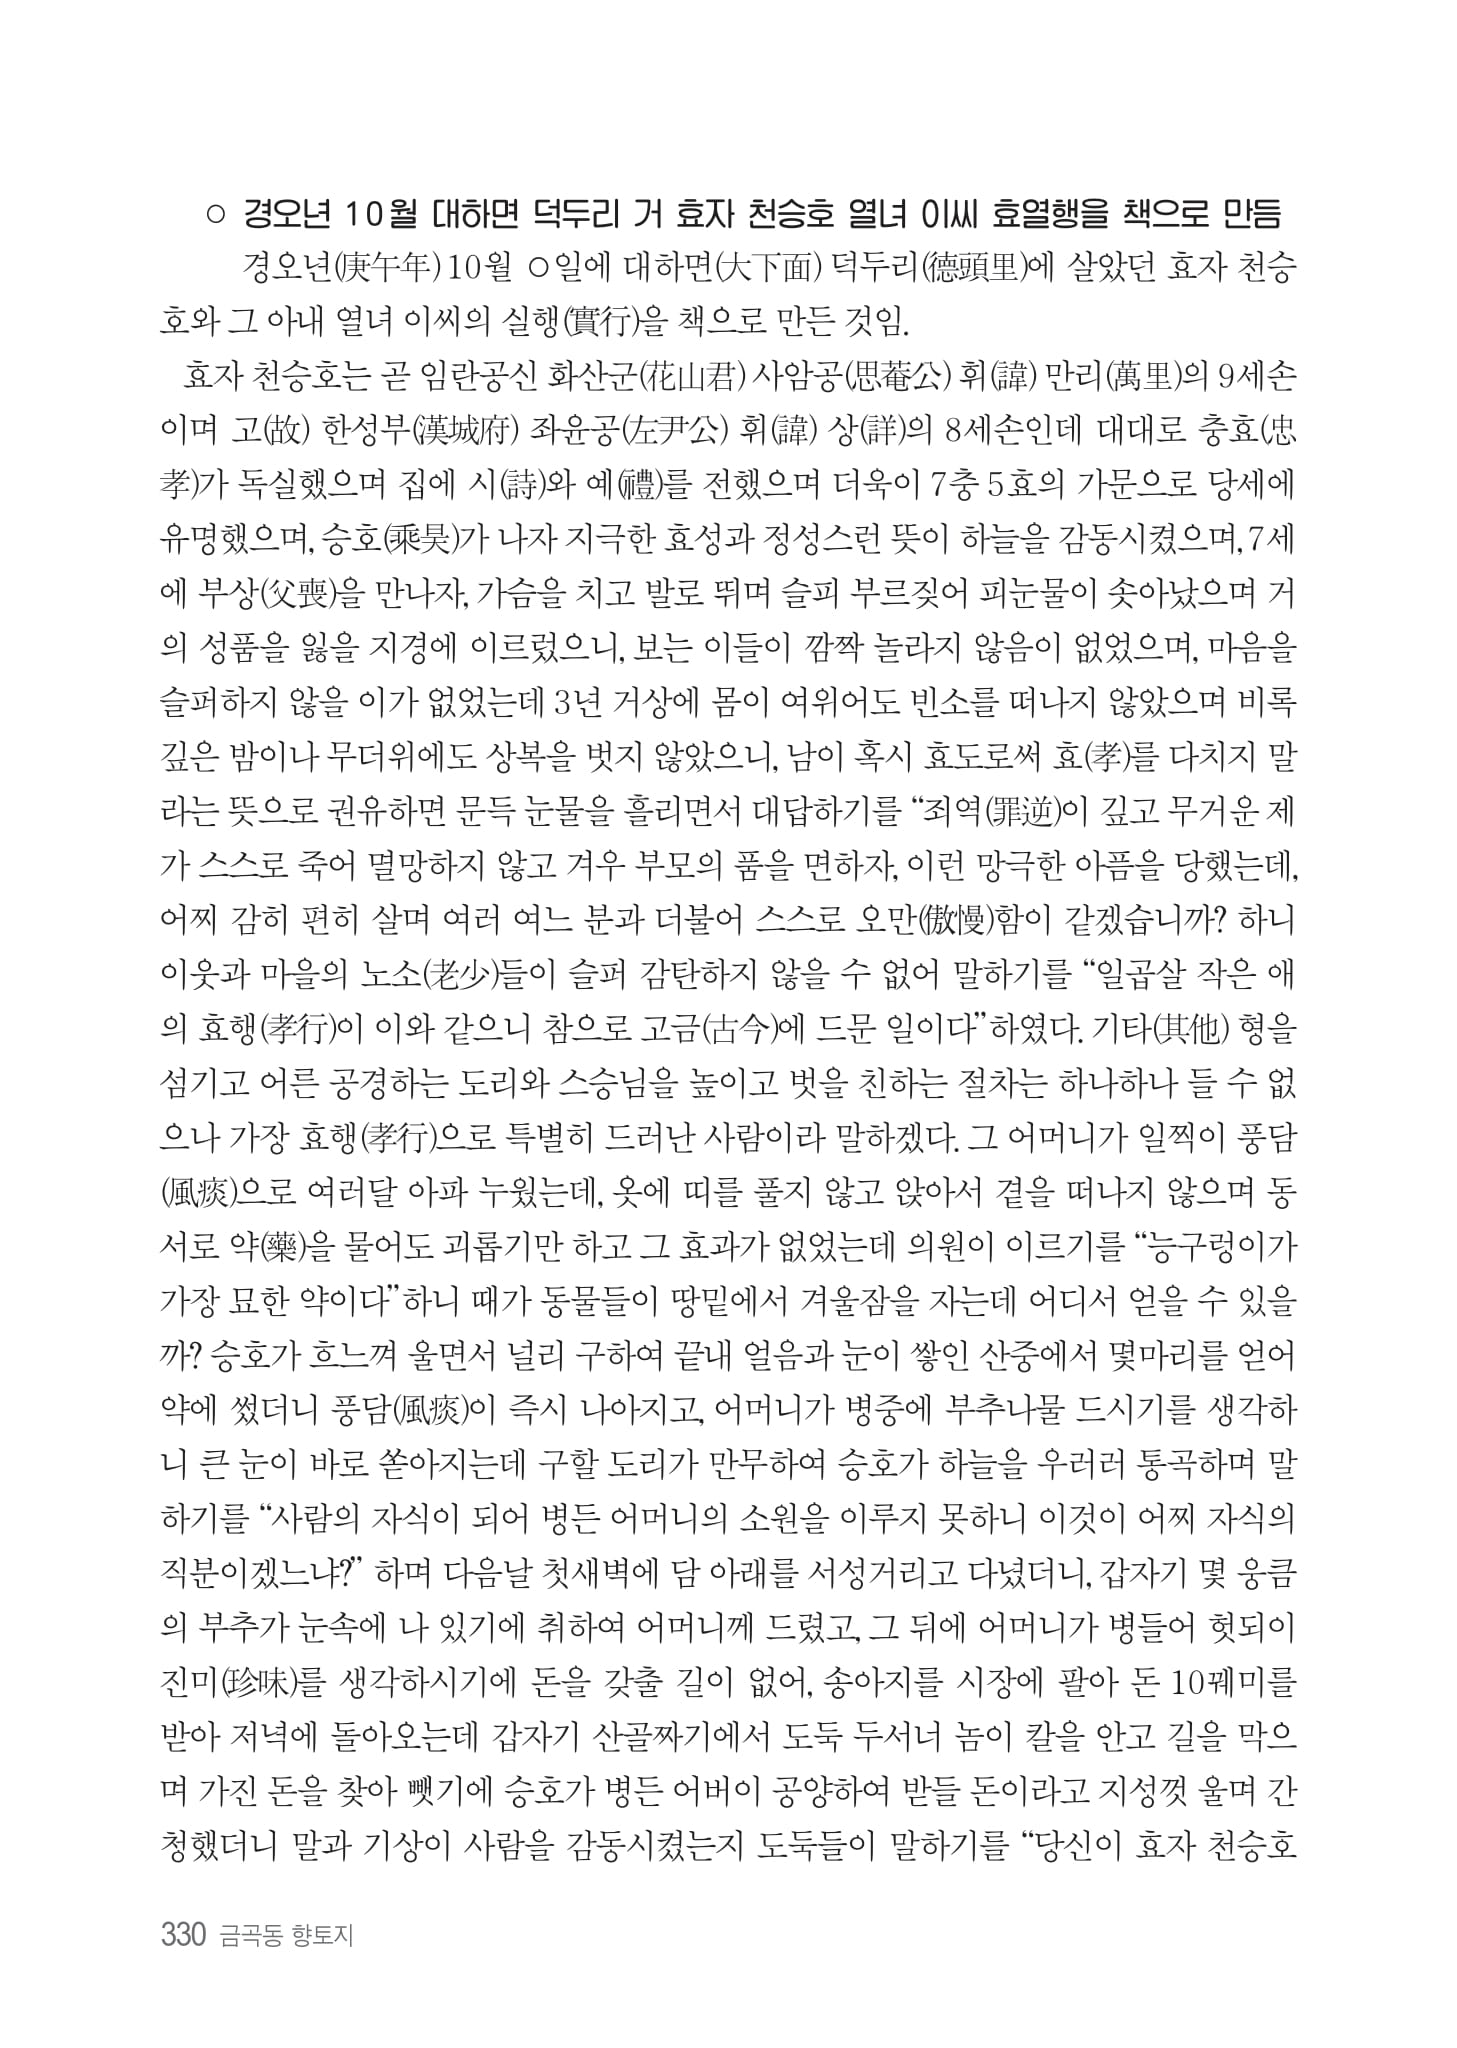 ○ 경오년 10월 대하면 덕두리 거 효자 천승호 열녀 이씨 효열행을 책으로 만듬
경오년(庚午年) 10월 ○일에 대하면(大下面) 덕두리(德頭里)에 살았던 효자 천승
호와 그 아내 열녀 이씨의 실행(實行)을 책으로 만든 것임.
효자 천승호는 곧 임란공신 화산군(花山君) 사암공(思菴公) 휘(諱) 만리(萬里)의 9세손
이며 고(故) 한성부(漢城府) 좌윤공(左尹公) 휘(諱) 상(詳)의 8세손인데 대대로 충효(忠
孝)가 독실했으며 집에 시(詩)와 예(禮)를 전했으며 더욱이 7충 5효의 가문으로 당세에
유명했으며, 승호(乘昊)가 나자 지극한 효성과 정성스런 뜻이 하늘을 감동시켰으며, 7세
에 부상(父喪)을 만나자, 가슴을 치고 발로 뛰며 슬피 부르짖어 피눈물이 솟아났으며 거
의 성품을 잃을 지경에 이르렀으니, 보는 이들이 깜짝 놀라지 않음이 없었으며, 마음을
슬퍼하지 않을 이가 없었는데 3년 거상에 몸이 여위어도 빈소를 떠나지 않았으며 비록
깊은 밤이나 무더위에도 상복을 벗지 않았으니, 남이 혹시 효도로써 효(孝)를 다치지 말
라는 뜻으로 권유하면 문득 눈물을 흘리면서 대답하기를 “죄역(罪逆)이 깊고 무거운 제
가 스스로 죽어 멸망하지 않고 겨우 부모의 품을 면하자, 이런 망극한 아픔을 당했는데,
어찌 감히 편히 살며 여러 여느 분과 더불어 스스로 오만(傲慢)함이 같겠습니까? 하니
이웃과 마을의 노소(老少)들이 슬퍼 감탄하지 않을 수 없어 말하기를 “일곱살 작은 애
의 효행(孝行)이 이와 같으니 참으로 고금(古今)에 드문 일이다”하였다. 기타(其他) 형을
섬기고 어른 공경하는 도리와 스승님을 높이고 벗을 친하는 절차는 하나하나 들 수 없
으나 가장 효행(孝行)으로 특별히 드러난 사람이라 말하겠다. 그 어머니가 일찍이 풍담
(風痰)으로 여러달 아파 누웠는데, 옷에 띠를 풀지 않고 앉아서 곁을 떠나지 않으며 동
서로 약(藥)을 물어도 괴롭기만 하고 그 효과가 없었는데 의원이 이르기를 “능구렁이가
가장 묘한 약이다”하니 때가 동물들이 땅밑에서 겨울잠을 자는데 어디서 얻을 수 있을
까? 승호가 흐느껴 울면서 널리 구하여 끝내 얼음과 눈이 쌓인 산중에서 몇마리를 얻어
약에 썼더니 풍담(風痰)이 즉시 나아지고, 어머니가 병중에 부추나물 드시기를 생각하
니 큰 눈이 바로 쏟아지는데 구할 도리가 만무하여 승호가 하늘을 우러러 통곡하며 말
하기를 “사람의 자식이 되어 병든 어머니의 소원을 이루지 못하니 이것이 어찌 자식의
직분이겠느냐?” 하며 다음날 첫새벽에 담 아래를 서성거리고 다녔더니, 갑자기 몇 웅큼
의 부추가 눈속에 나 있기에 취하여 어머니께 드렸고, 그 뒤에 어머니가 병들어 헛되이
진미(珍味)를 생각하시기에 돈을 갖출 길이 없어, 송아지를 시장에 팔아 돈 10꿰미를
받아 저녁에 돌아오는데 갑자기 산골짜기에서 도둑 두서너 놈이 칼을 안고 길을 막으
며 가진 돈을 찾아 뺏기에 승호가 병든 어버이 공양하여 받들 돈이라고 지성껏 울며 간
청했더니 말과 기상이 사람을 감동시켰는지 도둑들이 말하기를 “당신이 효자 천승호
330 금곡동 향토지